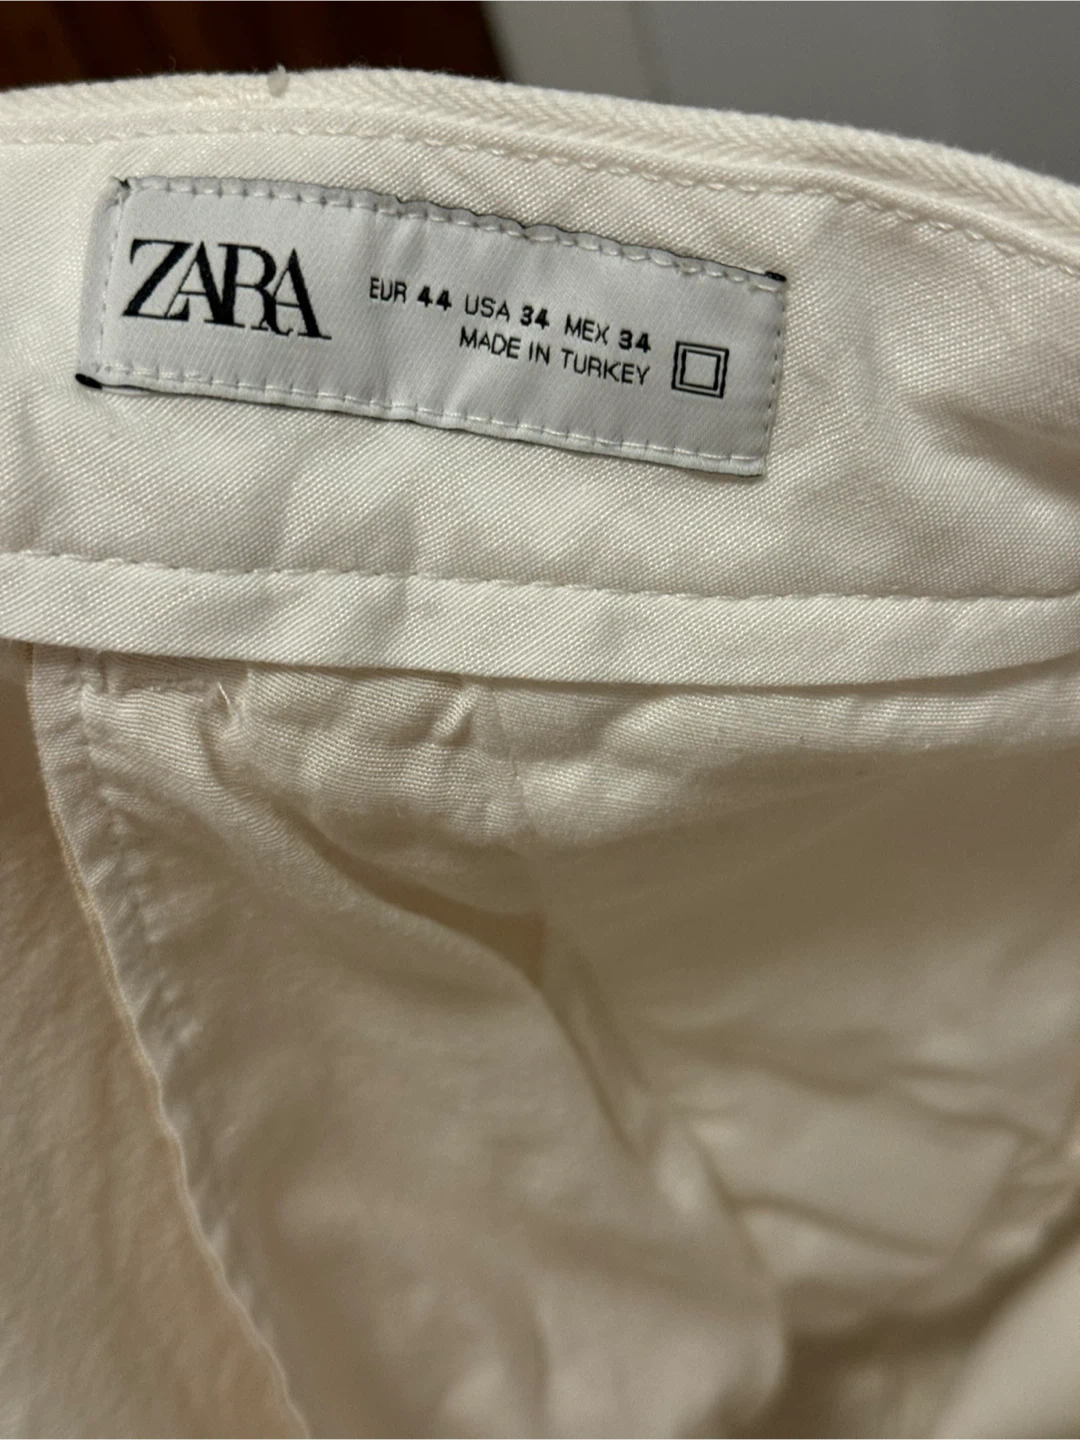 ZARA
EUR 44 USA 34 MEX 34
MADE IN TURKEY